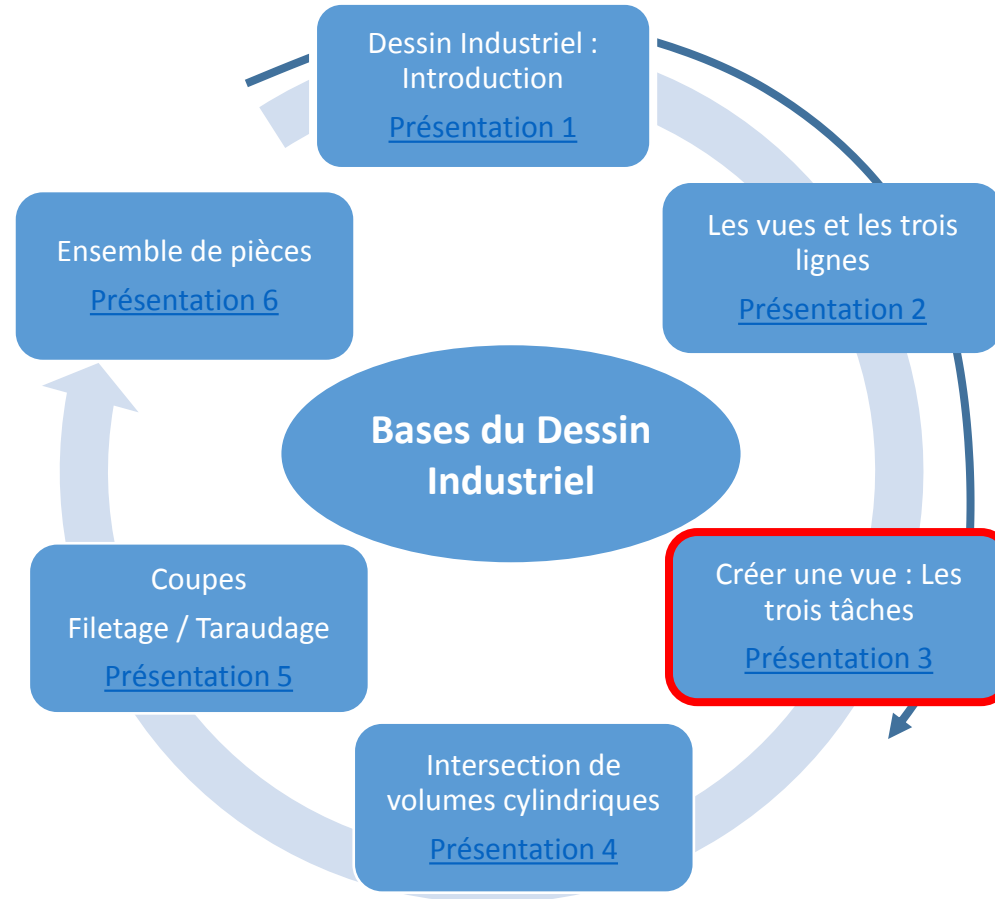 Dessin Industriel :
Introduction
Présentation 1
Les vues et les trois
lignes
Présentation 2
Créer une vue : Les
trois tâches
Présentation 3
Intersection de
volumes cylindriques
Présentation 4
Coupes
Filetage / Taraudage
Présentation 5
Ensemble de pièces
Présentation 6
Bases du Dessin
Industriel